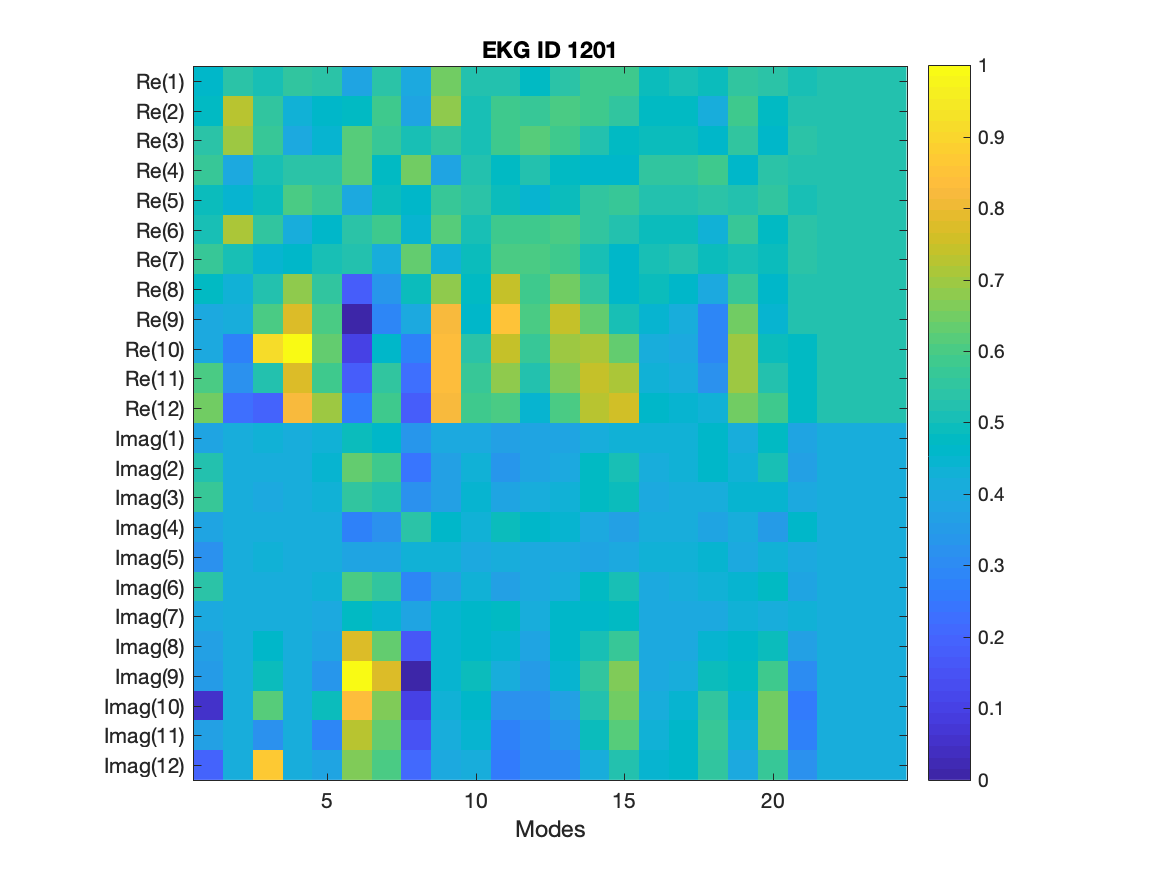 EKG ID 1201
Re(1)
Re(2)
Re(3)
Re(4)
Re(5)
Re(6)
Re(7)
Re(8)
Re(9)
Re(10)
Re(11)
Re(12)
Imag(1)
Imag(2)
Imag(3)
Imag(4)
Imag(5)
Imag(6)
Imag(7)
Imag(8)
Imag(9)
Imag(10)
Imag(11)
Imag(12)
5 10 15 20
Modes
1
0.9
0.8
0.7
0.6
0.5
0.4
0.3
0.2
0.1
0